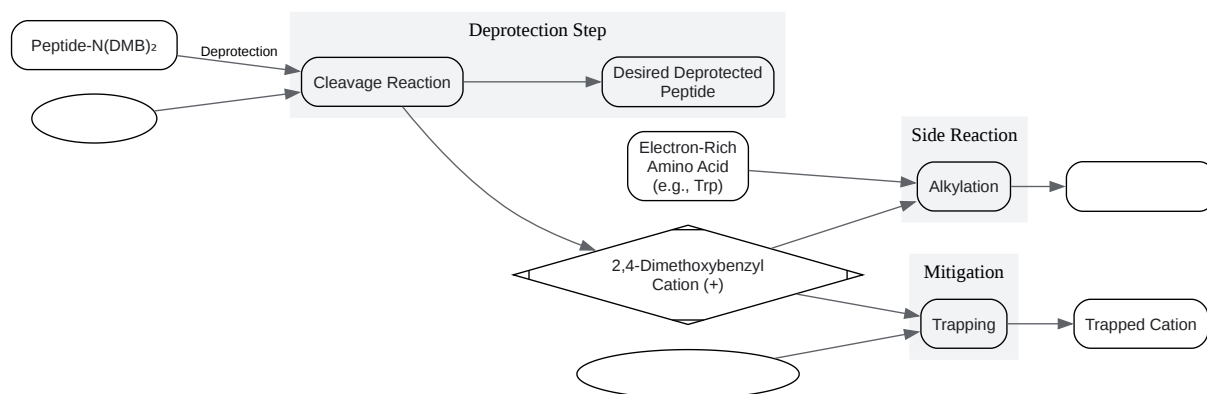 Deprotection Step
Peptide-N(DMB)₂
Deprotection
Cleavage Reaction
Desired Deprotected
Peptide
Side Reaction
Electron-Rich
Amino Acid
(e.g., Trp)
Alkylation
2,4-Dimethoxybenzyl
Cation (+)
Mitigation
Trapping
Trapped Cation